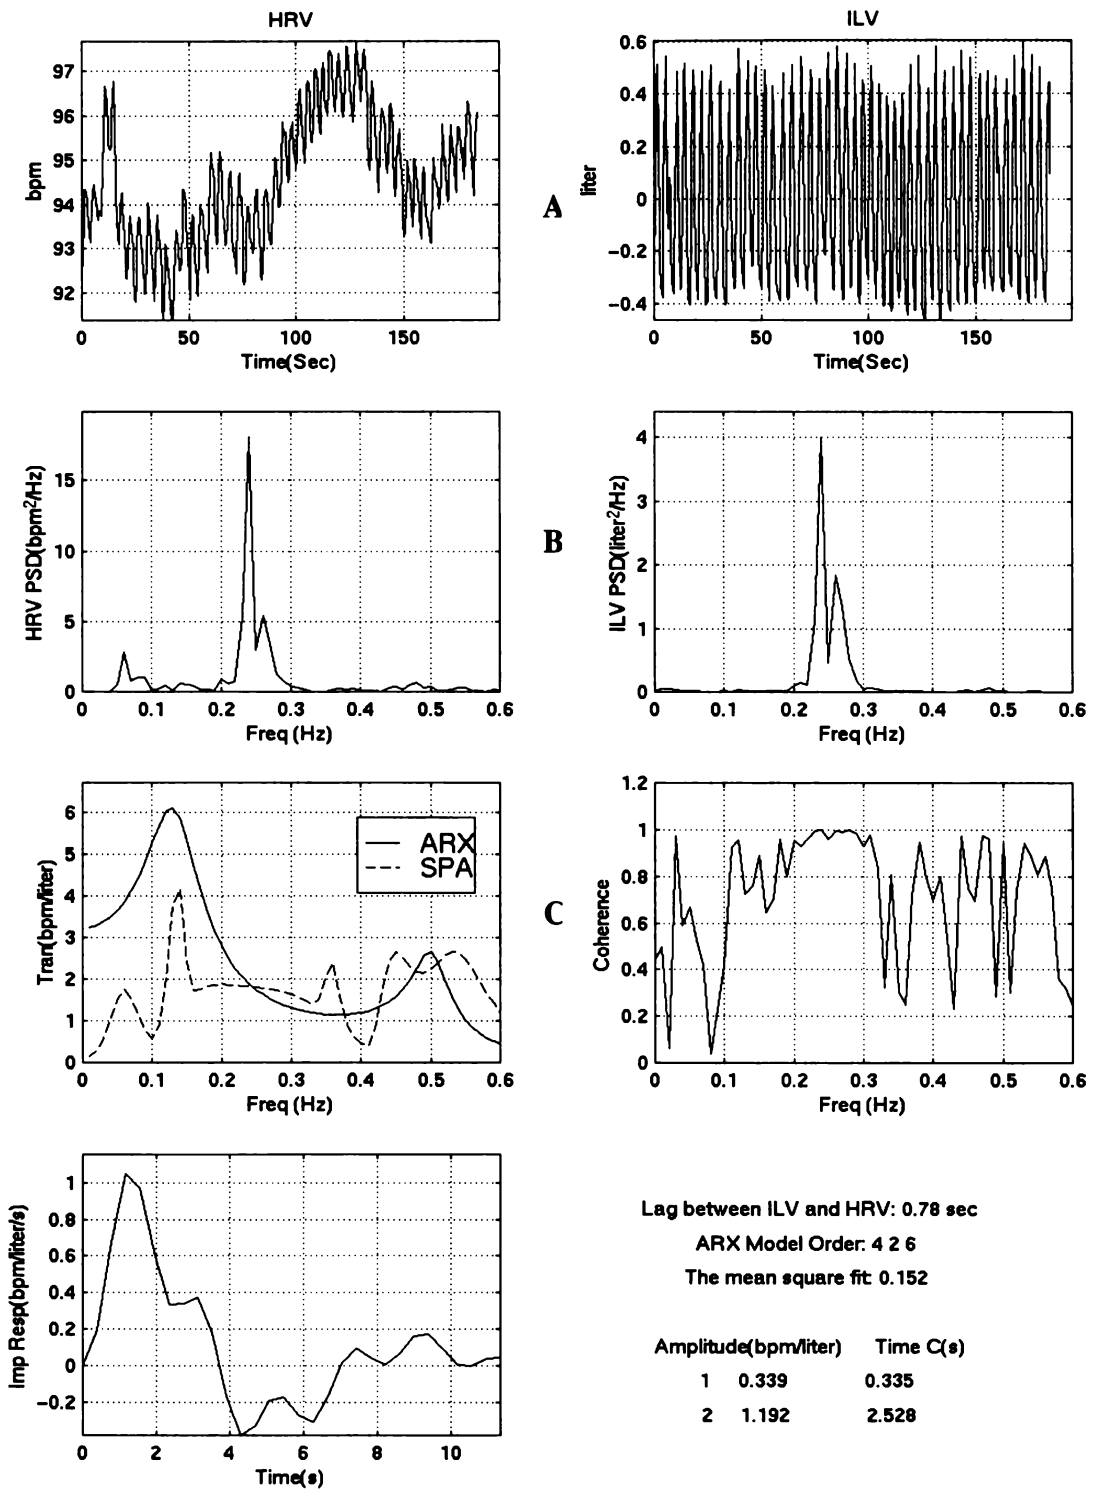 HRV
97
96
95
94
93
92
bpm
0 50 100 150
Time(Sec)
A
ILV
0.6
0.4
0.2
0
−0.2
−0.4
liter
0 50 100 150
Time(Sec)
15
10
5
0
HRV PSD(bpm2/Hz)
0 0.1 0.2 0.3 0.4 0.5 0.6
Freq (Hz)
B
4
3
2
1
0
ILV PSD(liter2/Hz)
0 0.1 0.2 0.3 0.4 0.5 0.6
Freq (Hz)
6
5
4
3
2
1
0
Tran(bpm/liter)
ARX
SPA
0 0.1 0.2 0.3 0.4 0.5 0.6
Freq (Hz)
C
1.2
1
0.8
0.6
0.4
0.2
0
Coherence
0 0.1 0.2 0.3 0.4 0.5 0.6
Freq (Hz)
1
0.8
0.6
0.4
0.2
0
−0.2
Imp Resp(bpm/liter/s)
0 2 4 6 8 10
Time(s)
Lag between ILV and HRV: 0.78 sec
ARX Model Order: 4 2 6
The mean square fit: 0.152
Amplitude(bpm/liter) Time C(s)
1 0.339 0.335
2 1.192 2.528